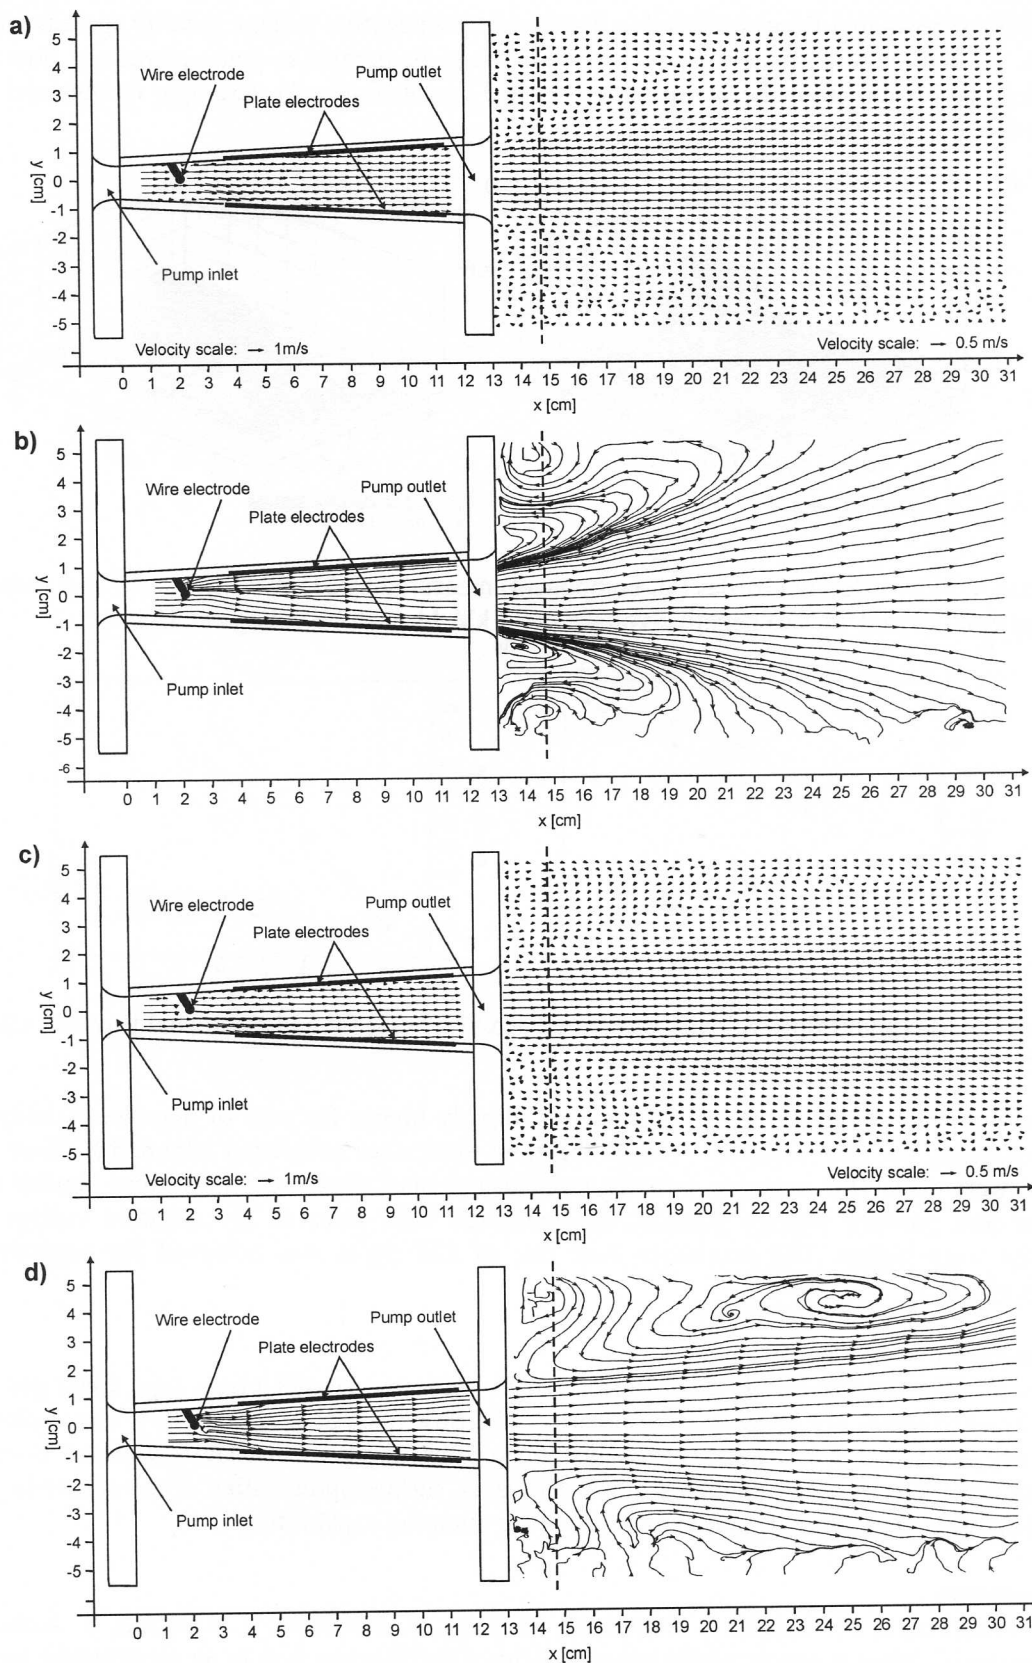 a)
5
4
3
2
1
0
-1
-2
-3
-4
-5
y [cm]
Wire electrode
Plate electrodes
Pump outlet
Pump inlet
Velocity scale: → 1m/s
Velocity scale: → 0.5 m/s
0 1 2 3 4 5 6 7 8 9 10 11 12 13 14 15 16 17 18 19 20 21 22 23 24 25 26 27 28 29 30 31
x [cm]
b)
5
4
3
2
1
0
-1
-2
-3
-4
-5
-6
y [cm]
Wire electrode
Plate electrodes
Pump outlet
Pump inlet
0 1 2 3 4 5 6 7 8 9 10 11 12 13 14 15 16 17 18 19 20 21 22 23 24 25 26 27 28 29 30 31
x [cm]
c)
5
4
3
2
1
0
-1
-2
-3
-4
-5
y [cm]
Wire electrode
Plate electrodes
Pump outlet
Pump inlet
Velocity scale: → 1m/s
Velocity scale: → 0.5 m/s
0 1 2 3 4 5 6 7 8 9 10 11 12 13 14 15 16 17 18 19 20 21 22 23 24 25 26 27 28 29 30 31
x [cm]
d)
5
4
3
2
1
0
-1
-2
-3
-4
-5
y [cm]
Wire electrode
Plate electrodes
Pump outlet
Pump inlet
0 1 2 3 4 5 6 7 8 9 10 11 12 13 14 15 16 17 18 19 20 21 22 23 24 25 26 27 28 29 30 31
x [cm]